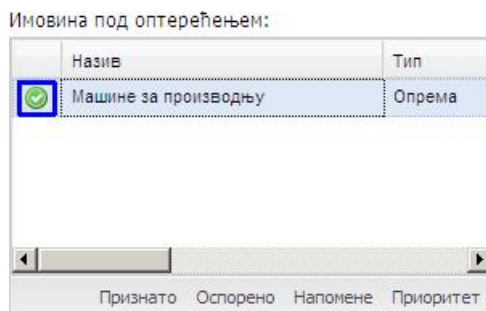 Имовина под оптерећењем:
Назив Тип
Машине за производњу Опрема
Признато Оспорено Напомене Приоритет